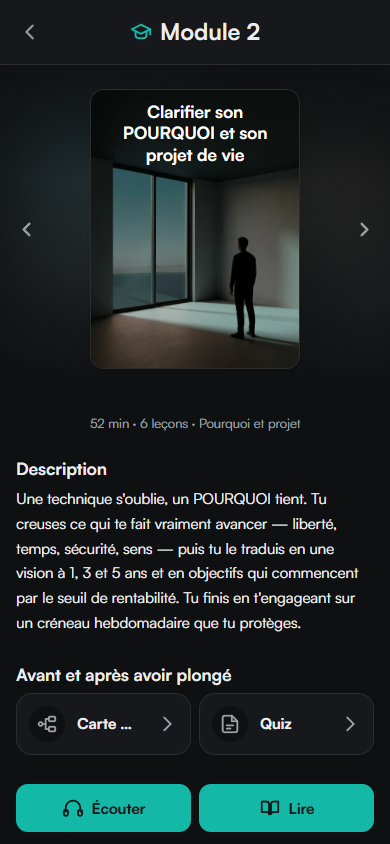 Module 2
Clarifier son
POURQUOI et son
projet de vie
52 min · 6 leçons · Pourquoi et projet
Description
Une technique s'oublie, un POURQUOI tient. Tu
creuses ce qui te fait vraiment avancer — liberté,
temps, sécurité, sens — puis tu le traduis en une
vision à 1, 3 et 5 ans et en objectifs qui commencent
par le seuil de rentabilité. Tu finis en t'engageant sur
un créneau hebdomadaire que tu protèges.
Avant et après avoir plongé
Carte ...
Quiz
Écouter
Lire